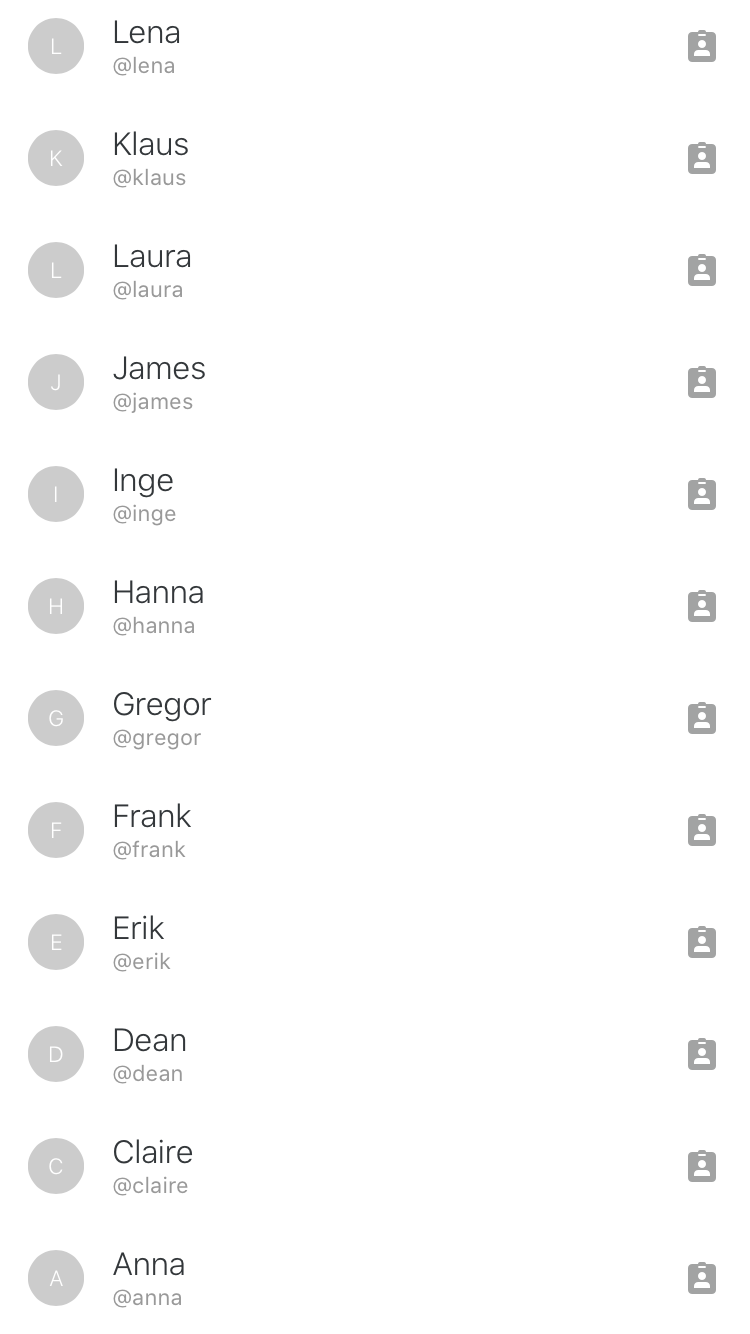 L
Lena
@lena
K
Klaus
@klaus
L
Laura
@laura
J
James
@james
I
Inge
@inge
H
Hanna
@hanna
G
Gregor
@gregor
F
Frank
@frank
E
Erik
@erik
D
Dean
@dean
C
Claire
@claire
A
Anna
@anna